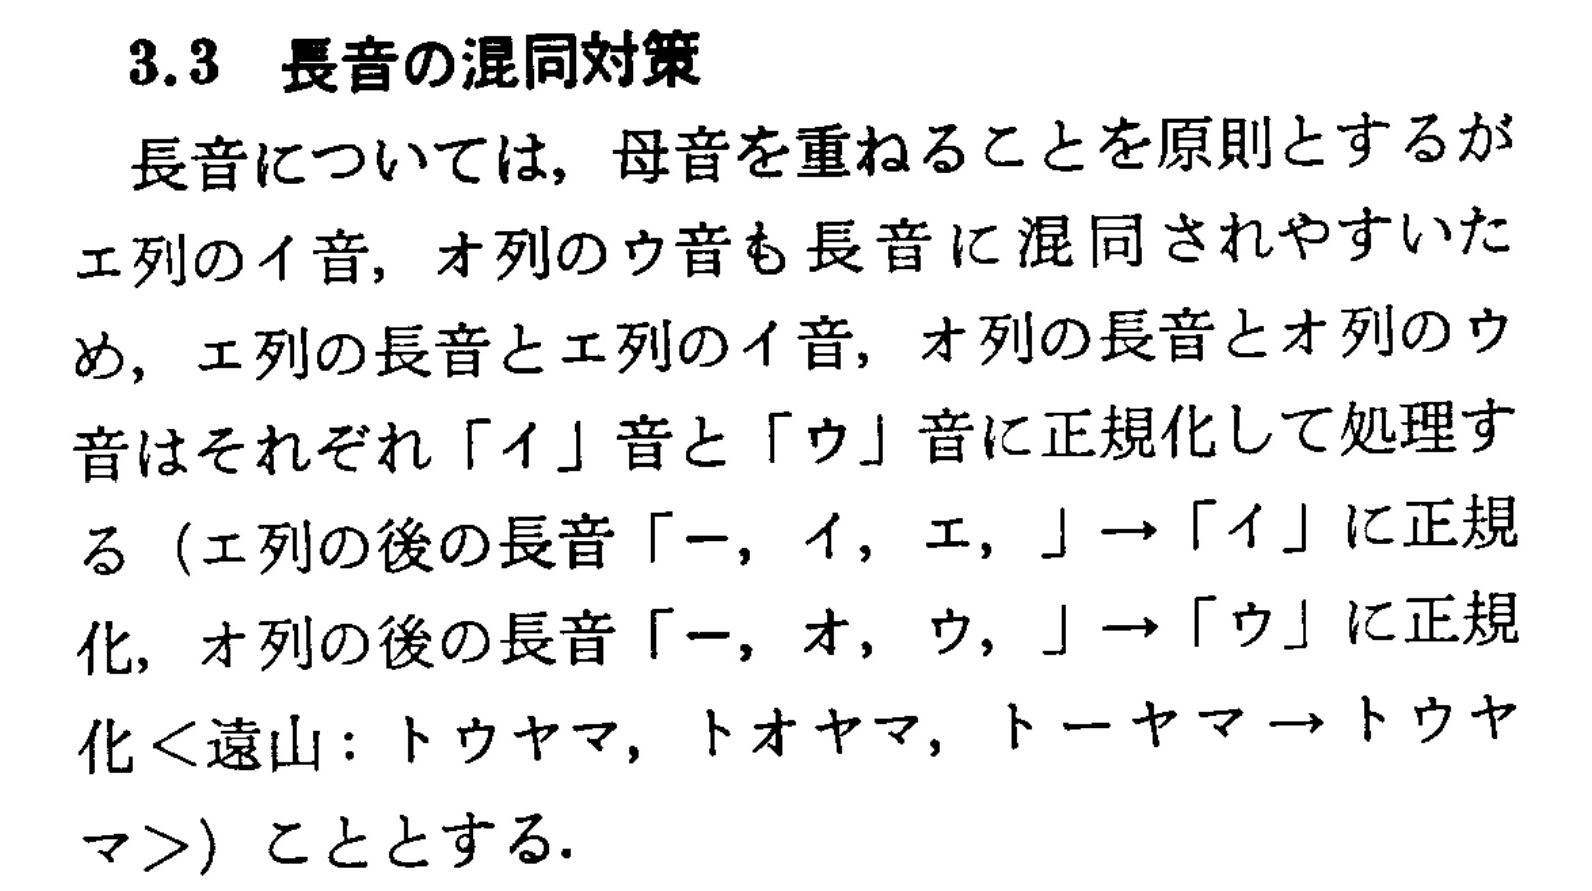 3.3　長音の混同対策
長音については，母音を重ねることを原則とするが
エ列のイ音，オ列のウ音も長音に混同されやすいた
め，エ列の長音とエ列のイ音，オ列の長音とオ列のウ
音はそれぞれ「イ」音と「ウ」音に正規化して処理す
る（エ列の後の長音「ー，イ，エ，」→「イ」に正規
化，オ列の後の長音「ー，オ，ウ，」→「ウ」に正規
化＜遠山：トウヤマ，トオヤマ，トーヤマ→トウヤ
マ＞）こととする．